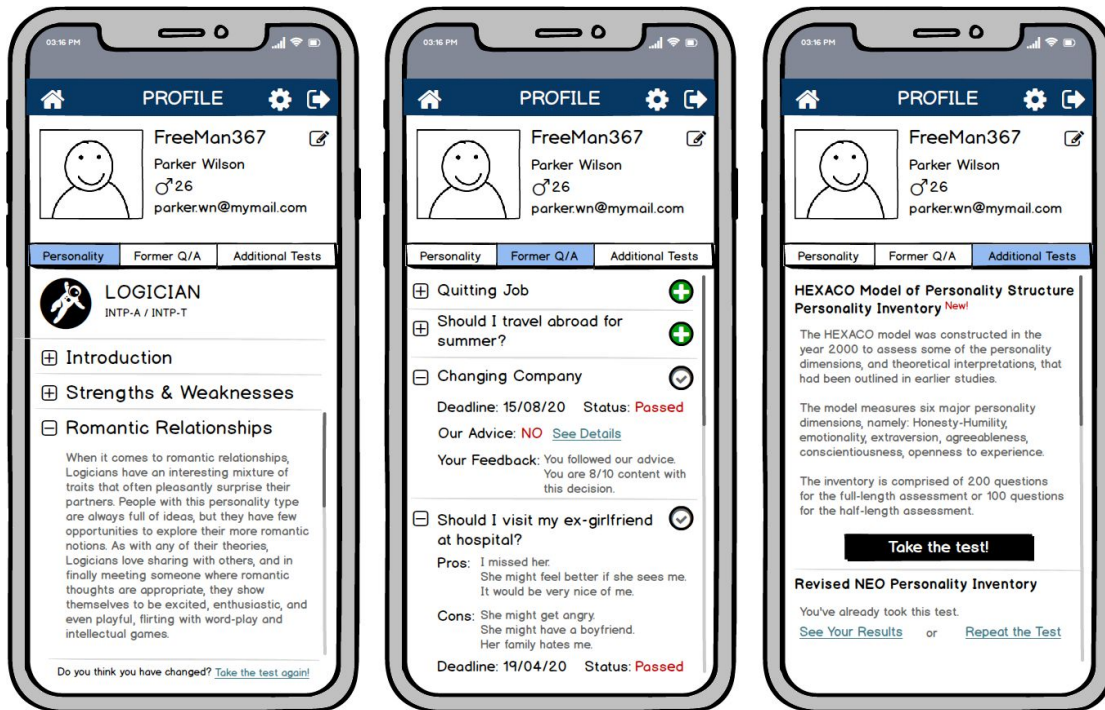 03:16 PM
PROFILE
FreeMan367
Parker Wilson
♂26
parker.wn@mymail.com
Personality
Former Q/A
Additional Tests
LOGICIAN
INTP-A / INTP-T
Introduction
Strengths & Weaknesses
Romantic Relationships
When it comes to romantic relationships,
Logicians have an interesting mixture of
traits that often pleasantly surprise their
partners. People with this personality type
are always full of ideas, but they have few
opportunities to explore their more romantic
notions. As with any of their theories,
Logicians love sharing with others, and in
finally meeting someone where romantic
thoughts are appropriate, they show
themselves to be excited, enthusiastic, and
even playful, flirting with word-play and
intellectual games.
Do you think you have changed? Take the test again!
03:16 PM
PROFILE
FreeMan367
Parker Wilson
♂26
parker.wn@mymail.com
Personality
Former Q/A
Additional Tests
Quitting Job
Should I travel abroad for
summer?
Changing Company
Deadline: 15/08/20 Status: Passed
Our Advice: NO See Details
Your Feedback: You followed our advice.
You are 8/10 content with
this decision.
Should I visit my ex-girlfriend
at hospital?
Pros: I missed her.
She might feel better if she sees me.
It would be very nice of me.
Cons: She might get angry.
She might have a boyfriend.
Her family hates me.
Deadline: 19/04/20 Status: Passed
03:16 PM
PROFILE
FreeMan367
Parker Wilson
♂26
parker.wn@mymail.com
Personality
Former Q/A
Additional Tests
HEXACO Model of Personality Structure
Personality Inventory New!
The HEXACO model was constructed in the
year 2000 to assess some of the personality
dimensions, and theoretical interpretations, that
had been outlined in earlier studies.
The model measures six major personality
dimensions, namely: Honesty-Humility,
emotionality, extraversion, agreeableness,
conscientiousness, openness to experience.
The inventory is comprised of 200 questions
for the full-length assessment or 100 questions
for the half-length assessment.
Take the test!
Revised NEO Personality Inventory
You've already took this test.
See Your Results or Repeat the Test